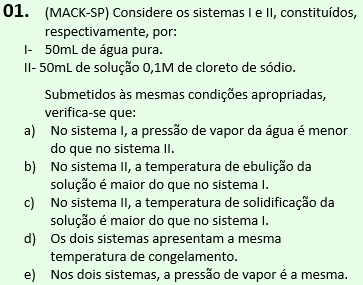 01. (MACK-SP) Considere os sistemas I e II, constituídos,
respectivamente, por:
I- 50mL de água pura.
II- 50mL de solução 0,1M de cloreto de sódio.
Submetidos às mesmas condições apropriadas,
verifica-se que:
a) No sistema I, a pressão de vapor da água é menor
do que no sistema II.
b) No sistema II, a temperatura de ebulição da
solução é maior do que no sistema I.
c) No sistema II, a temperatura de solidificação da
solução é maior do que no sistema I.
d) Os dois sistemas apresentam a mesma
temperatura de congelamento.
e) Nos dois sistemas, a pressão de vapor é a mesma.